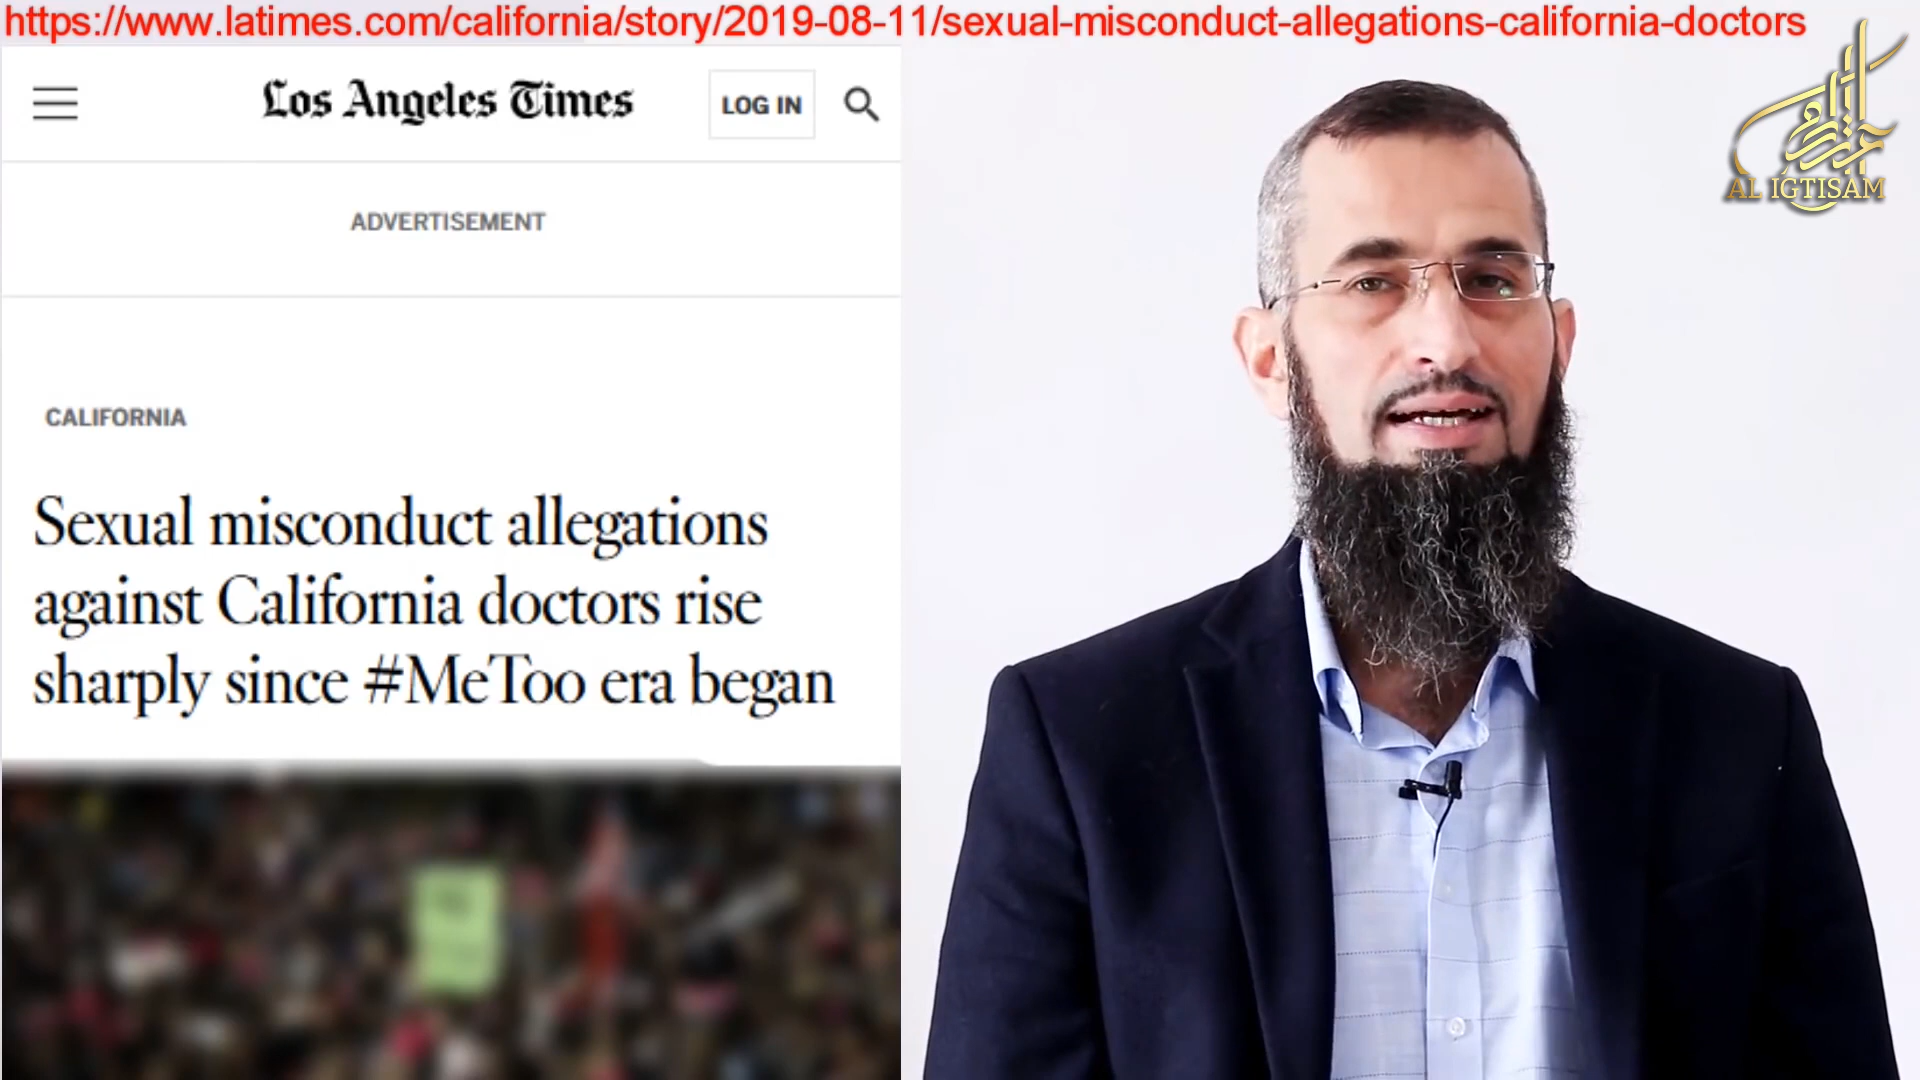 https://www.latimes.com/california/story/2019-08-11/sexual-misconduct-allegations-california-doctors
Los Angeles Times
LOG IN
ADVERTISEMENT
CALIFORNIA
Sexual misconduct allegations
against California doctors rise
sharply since #MeToo era began
AL IGTISAM